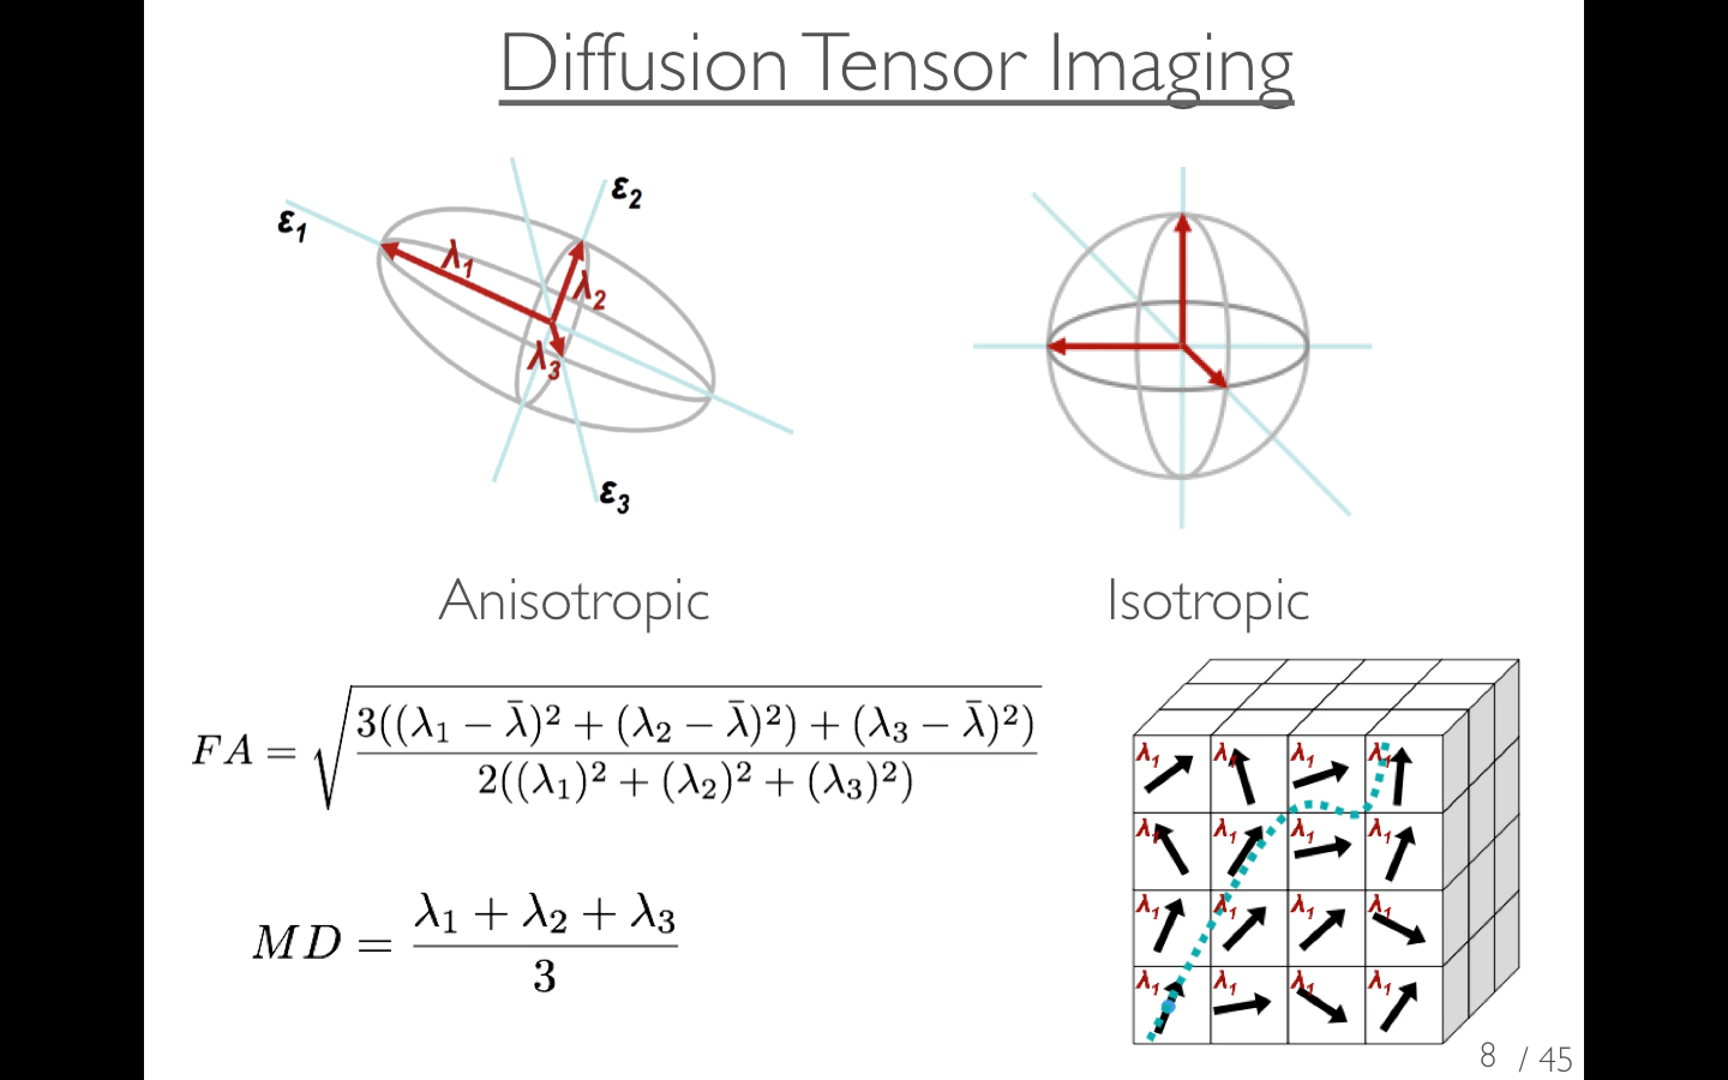 Diffusion Tensor Imaging
ε1
ε2
λ1
λ2
λ3
ε3
Anisotropic
Isotropic
FA = √(3((λ1 − λ̄)² + (λ2 − λ̄)²) + (λ3 − λ̄)²) / 2((λ1)² + (λ2)² + (λ3)²)
MD = λ1 + λ2 + λ3 / 3
λ1 λ1 λ1 λ1
λ1 λ1 λ1 λ1
λ1 λ1 λ1 λ1
λ1 λ1 λ1 λ1
8 / 45